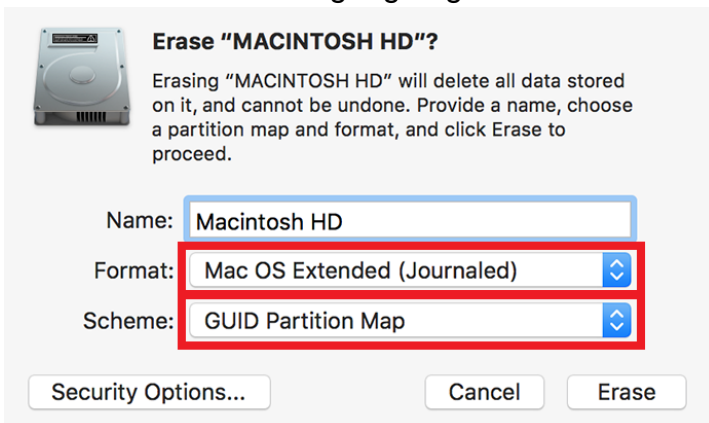 Erase “MACINTOSH HD”?
Erasing “MACINTOSH HD” will delete all data stored
on it, and cannot be undone. Provide a name, choose
a partition map and format, and click Erase to
proceed.
Name: Macintosh HD
Format: Mac OS Extended (Journaled)
Scheme: GUID Partition Map
Security Options... Cancel Erase